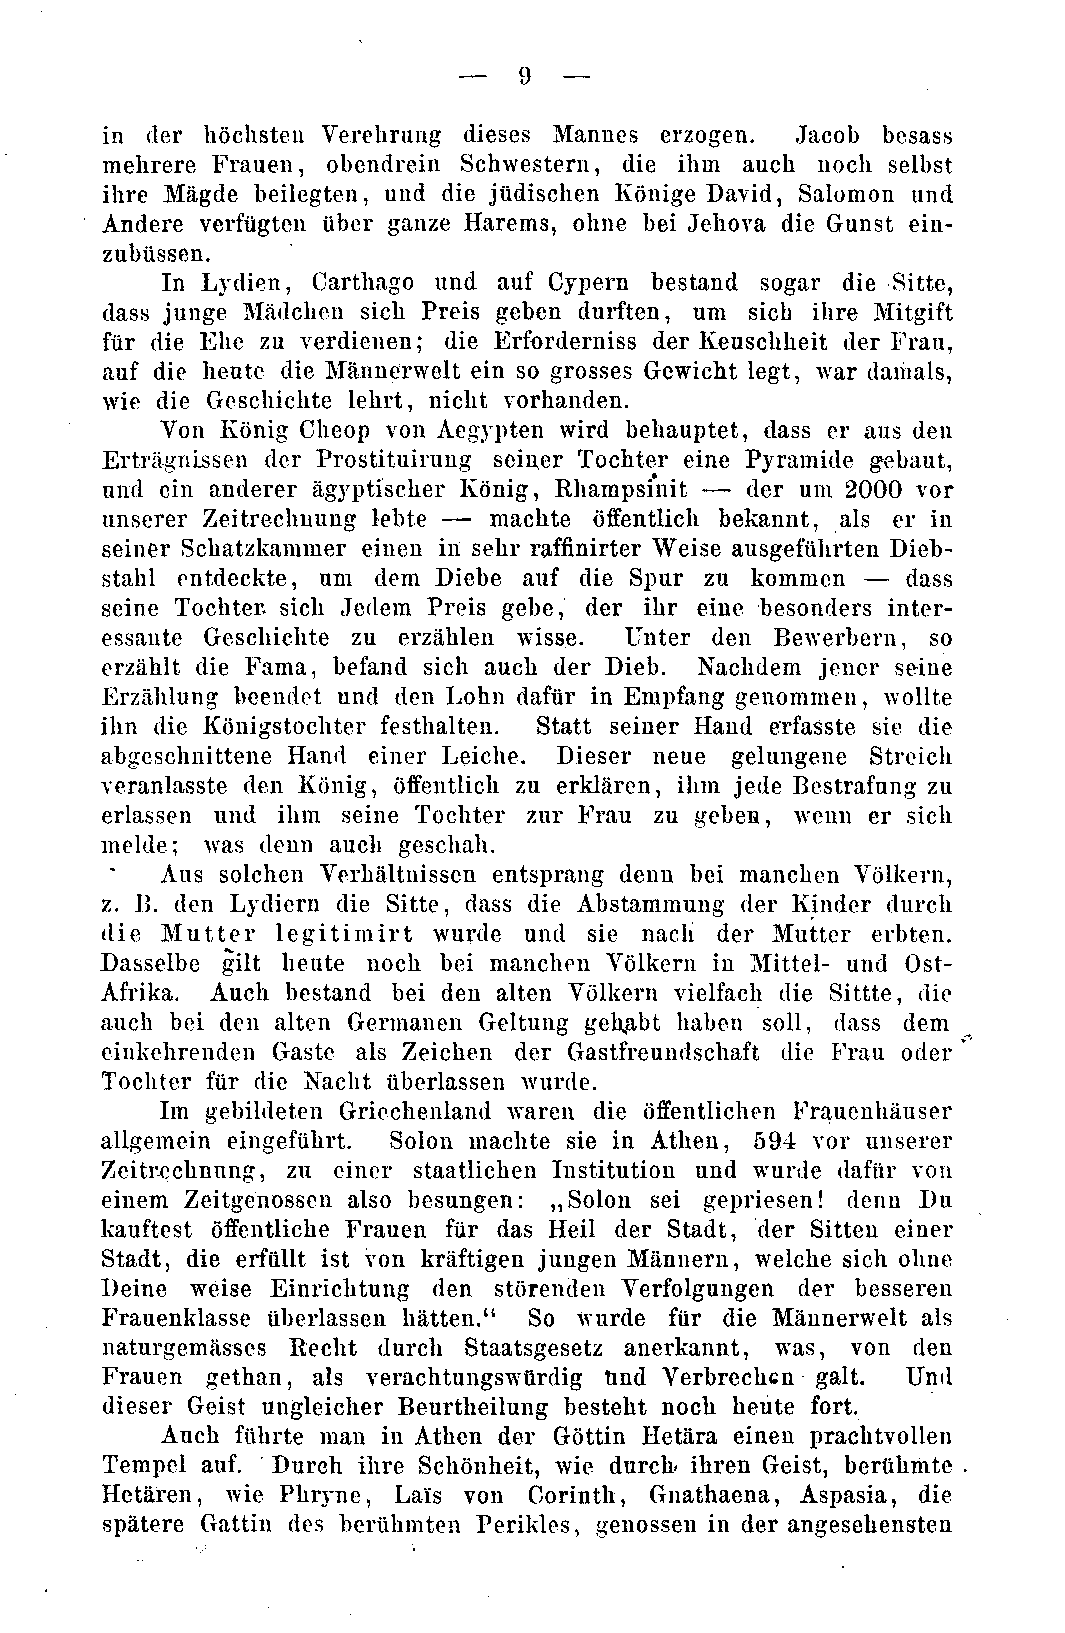 — 9 —
in der höchsten Verehrung dieses Mannes erzogen. Jacob besass
mehrere Frauen, obendrein Schwestern, die ihm auch noch selbst
ihre Mägde beilegten, und die jüdischen Könige David, Salomon und
Andere verfügten über ganze Harems, ohne bei Jehova die Gunst ein-
zubüssen.
In Lydien, Carthago und auf Cypern bestand sogar die Sitte,
dass junge Mädchen sich Preis geben durften, um sich ihre Mitgift
für die Ehe zu verdienen; die Erforderniss der Keuschheit der Frau,
auf die heute die Männerwelt ein so grosses Gewicht legt, war damals,
wie die Geschichte lehrt, nicht vorhanden.
Von König Cheop von Aegypten wird behauptet, dass er aus den
Erträgnissen der Prostituirung seiner Tochter eine Pyramide gebaut,
und ein anderer ägyptischer König, Rhampsinit — der um 2000 vor
unserer Zeitrechnung lebte — machte öffentlich bekannt, als er in
seiner Schatzkammer einen in sehr raffinirter Weise ausgeführten Dieb-
stahl entdeckte, um dem Diebe auf die Spur zu kommen — dass
seine Tochter sich Jedem Preis gebe, der ihr eine besonders inter-
essante Geschichte zu erzählen wisse. Unter den Bewerbern, so
erzählt die Fama, befand sich auch der Dieb. Nachdem jener seine
Erzählung beendet und den Lohn dafür in Empfang genommen, wollte
ihn die Königstochter festhalten. Statt seiner Hand erfasste sie die
abgeschnittene Hand einer Leiche. Dieser neue gelungene Streich
veranlasste den König, öffentlich zu erklären, ihm jede Bestrafung zu
erlassen und ihm seine Tochter zur Frau zu geben, wenn er sich
melde; was denn auch geschah.
Aus solchen Verhältnissen entsprang denn bei manchen Völkern,
z. B. den Lydiern die Sitte, dass die Abstammung der Kinder durch
die Mutter legitimirt wurde und sie nach der Mutter erbten.
Dasselbe gilt heute noch bei manchen Völkern in Mittel- und Ost-
Afrika. Auch bestand bei den alten Völkern vielfach die Sittte, die
auch bei den alten Germanen Geltung gehabt haben soll, dass dem
einkehrenden Gaste als Zeichen der Gastfreundschaft die Frau oder
Tochter für die Nacht überlassen wurde.
Im gebildeten Griechenland waren die öffentlichen Frauenhäuser
allgemein eingeführt. Solon machte sie in Athen, 594 vor unserer
Zeitrechnung, zu einer staatlichen Institution und wurde dafür von
einem Zeitgenossen also besungen: „Solon sei gepriesen! denn Du
kauftest öffentliche Frauen für das Heil der Stadt, der Sitten einer
Stadt, die erfüllt ist von kräftigen jungen Männern, welche sich ohne
Deine weise Einrichtung den störenden Verfolgungen der besseren
Frauenklasse überlassen hätten.“ So wurde für die Männerwelt als
naturgemässes Recht durch Staatsgesetz anerkannt, was, von den
Frauen gethan, als verachtungswürdig und Verbrechen galt. Und
dieser Geist ungleicher Beurtheilung besteht noch heute fort.
Auch führte man in Athen der Göttin Hetära einen prachtvollen
Tempel auf. Durch ihre Schönheit, wie durch ihren Geist, berühmte
Hetären, wie Phryne, Laïs von Corinth, Gnathaena, Aspasia, die
spätere Gattin des berühmten Perikles, genossen in der angesehensten